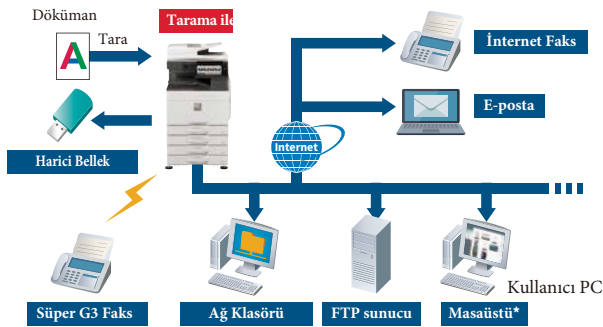 Döküman
Tarama ile
Tara
İnternet Faks
E-posta
Internet
Harici Bellek
Kullanıcı PC
Süper G3 Faks
Ağ Klasörü
FTP sunucu
Masaüstü*